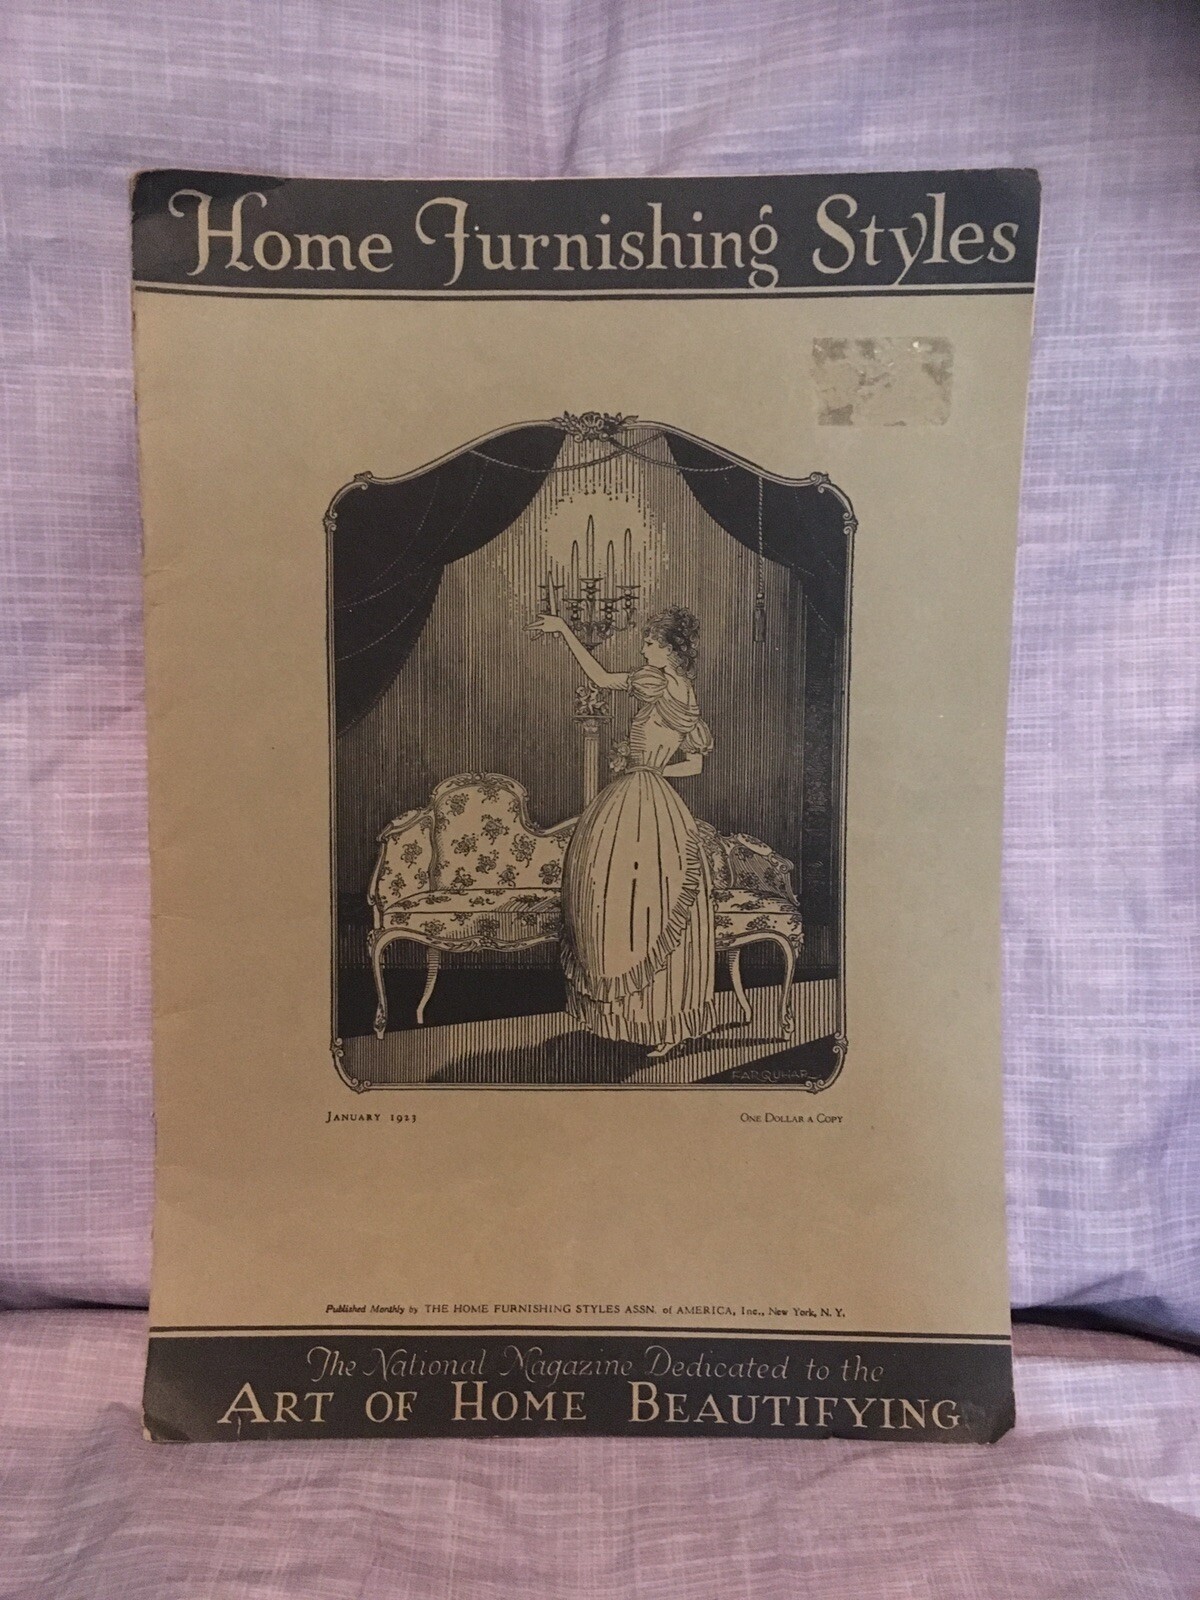 Home Furnishing Styles
FARQUHAR
JANUARY 1923
ONE DOLLAR A COPY
Published Monthly by THE HOME FURNISHING STYLES ASSN. of AMERICA, Inc., New York, N. Y.
The National Magazine Dedicated to the
ART OF HOME BEAUTIFYING